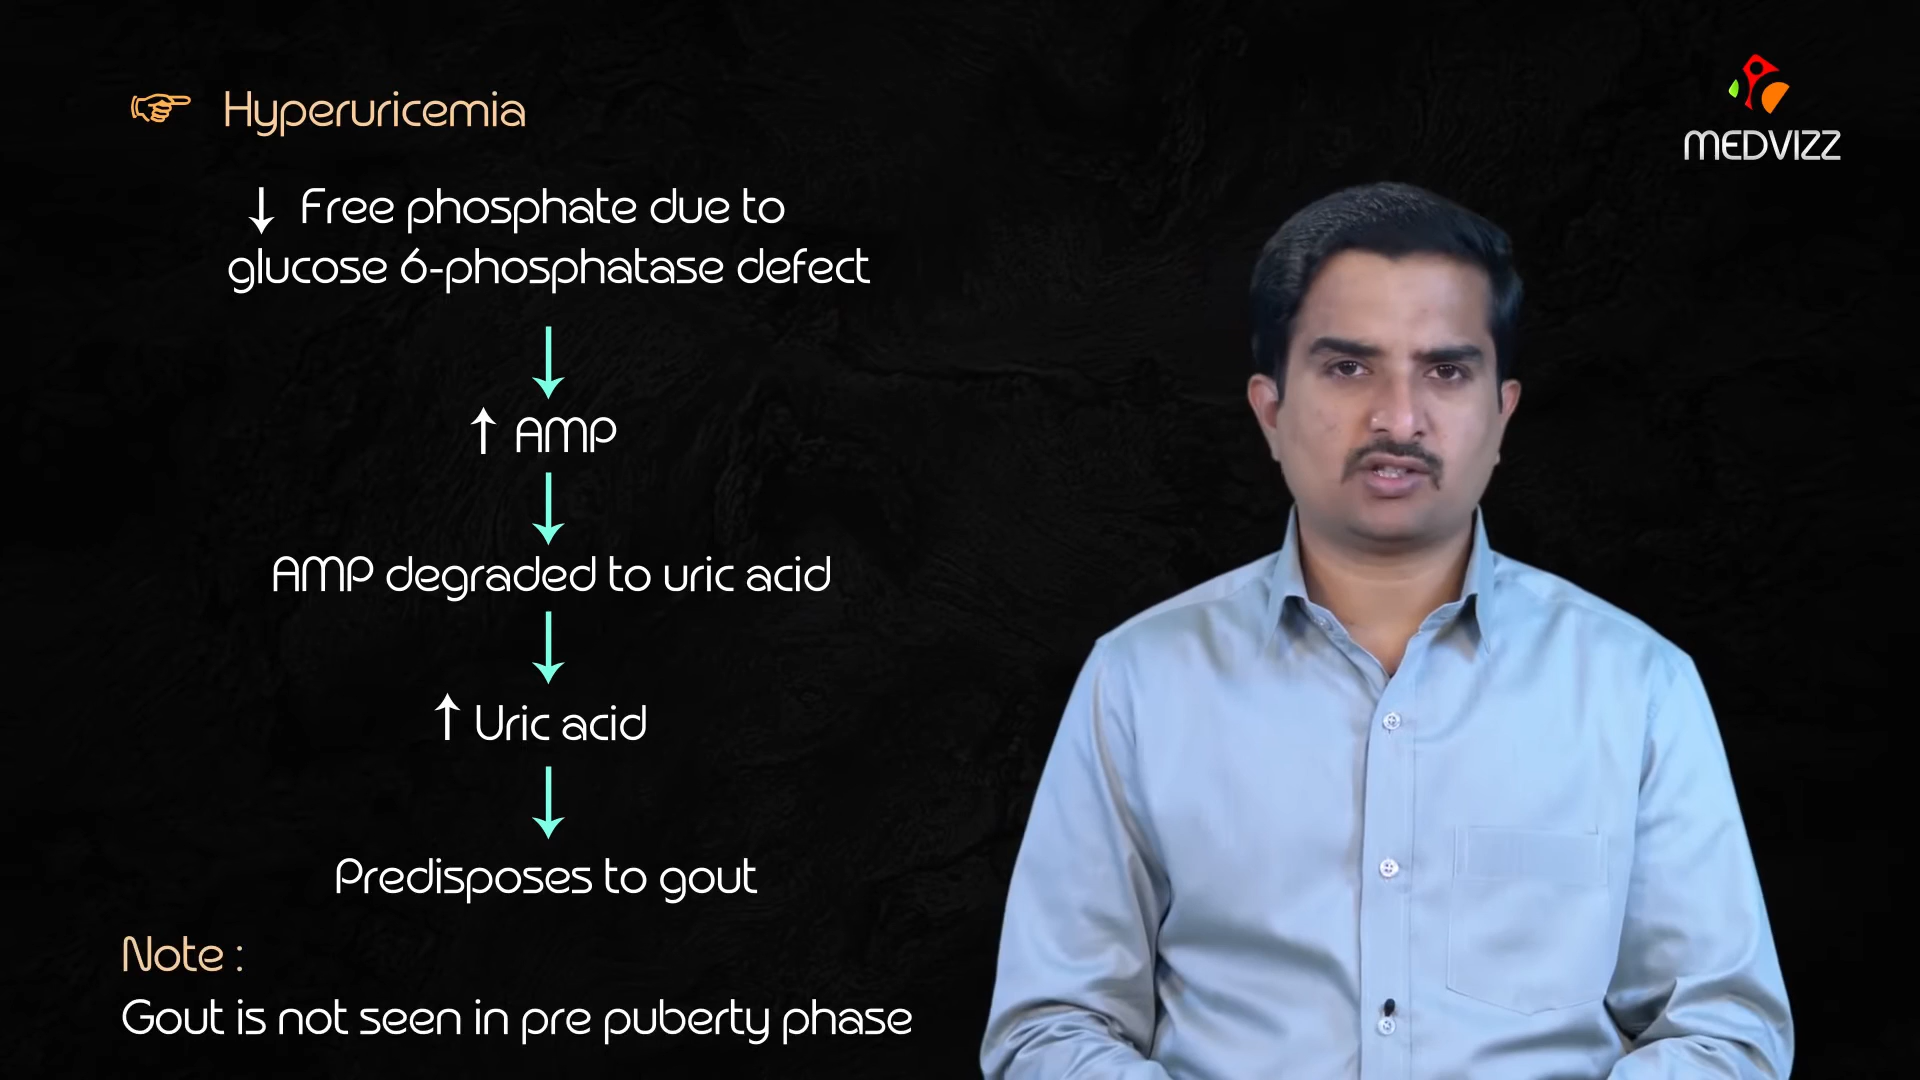 ☞ Hyperuricemia
MEDVIZZ
↓ Free phosphate due to
glucose 6-phosphatase defect
↓
↑ AMP
↓
AMP degraded to uric acid
↓
↑ Uric acid
↓
Predisposes to gout
Note :
Gout is not seen in pre puberty phase